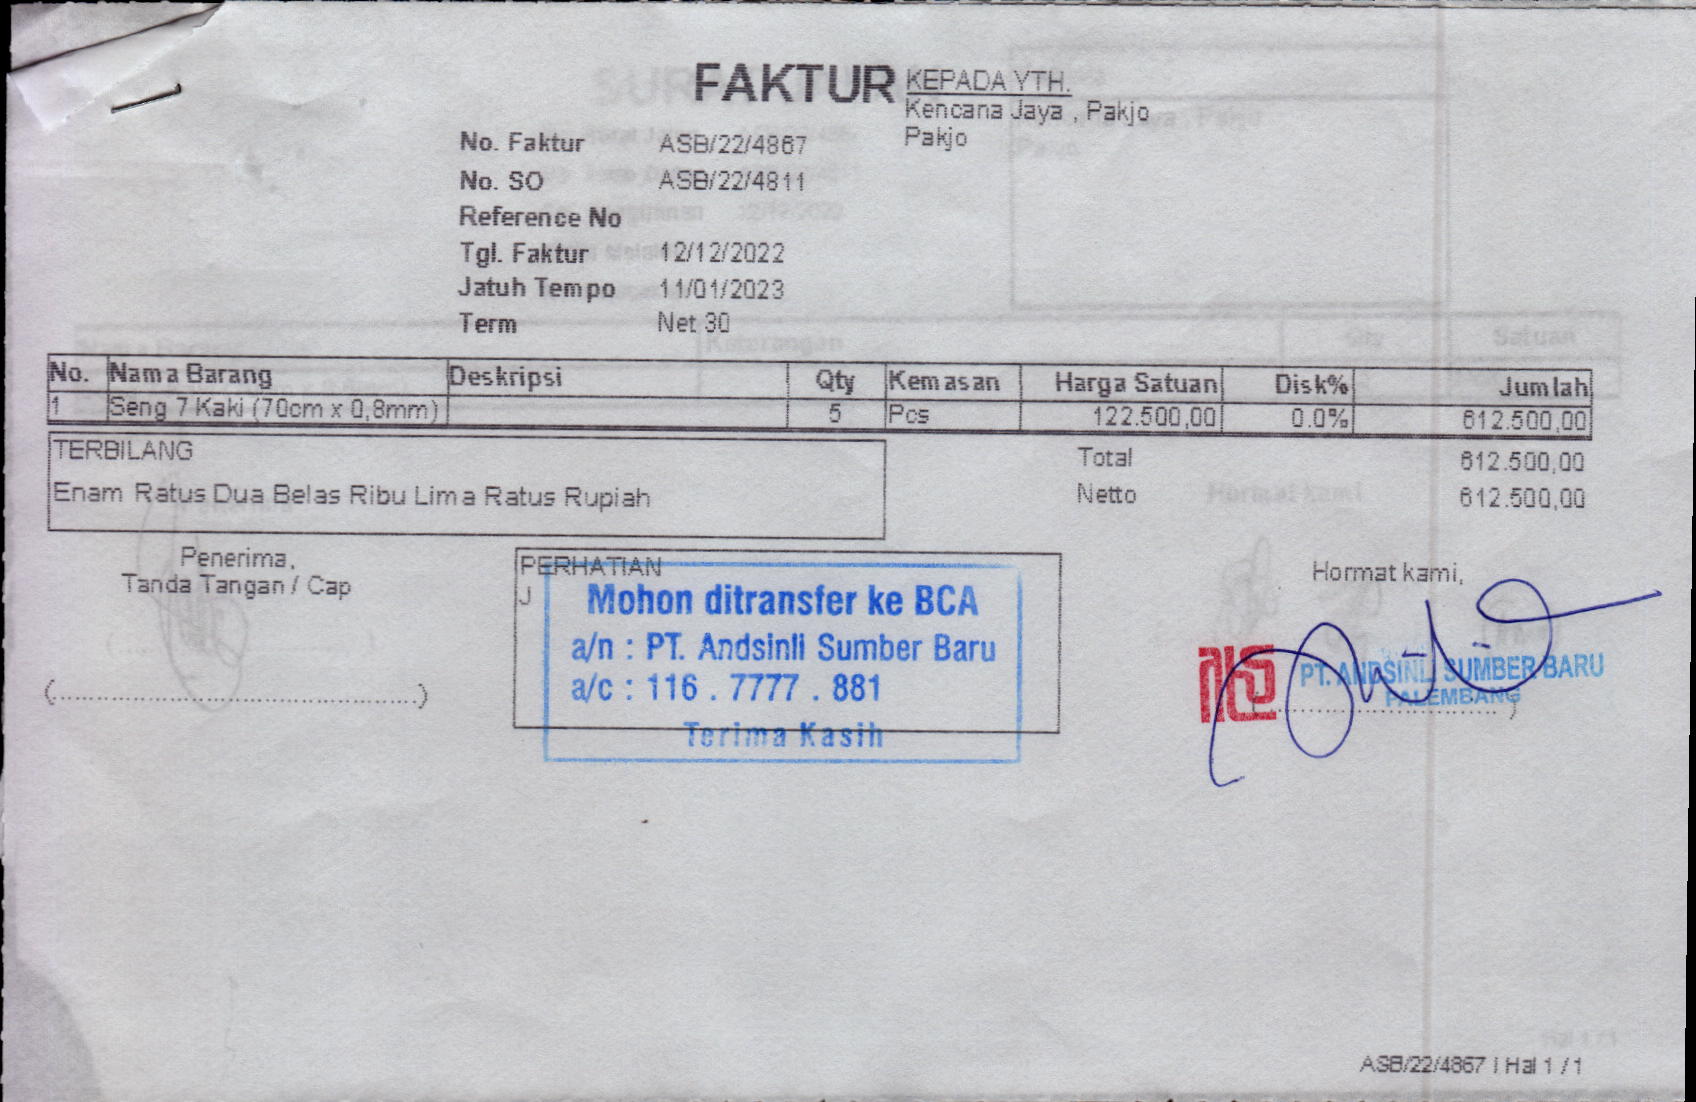 FAKTUR
KEPADA YTH.
Kencana Jaya , Pakjo
Pakjo
No. Faktur ASB/22/4867
No. SO ASB/22/4811
Reference No
Tgl. Faktur 12/12/2022
Jatuh Tempo 11/01/2023
Term Net 30
No. Nama Barang Deskripsi Qty Kemasan Harga Satuan Disk% Jumlah
1 Seng 7 Kaki (70cm x 0,8mm) 5 Pcs 122.500,00 0.0% 612.500,00
TERBILANG
Enam Ratus Dua Belas Ribu Lima Ratus Rupiah
Total 612.500,00
Netto 612.500,00
Penerima,
Tanda Tangan / Cap
(............................................)
PERHATIAN
J
Mohon ditransfer ke BCA
a/n : PT. Andsinli Sumber Baru
a/c : 116 . 7777 . 881
Terima Kasih
Hormat kami,
PT. ANDSINLI SUMBER BARU
PALEMBANG
ASB/22/4867 | Hal 1 / 1